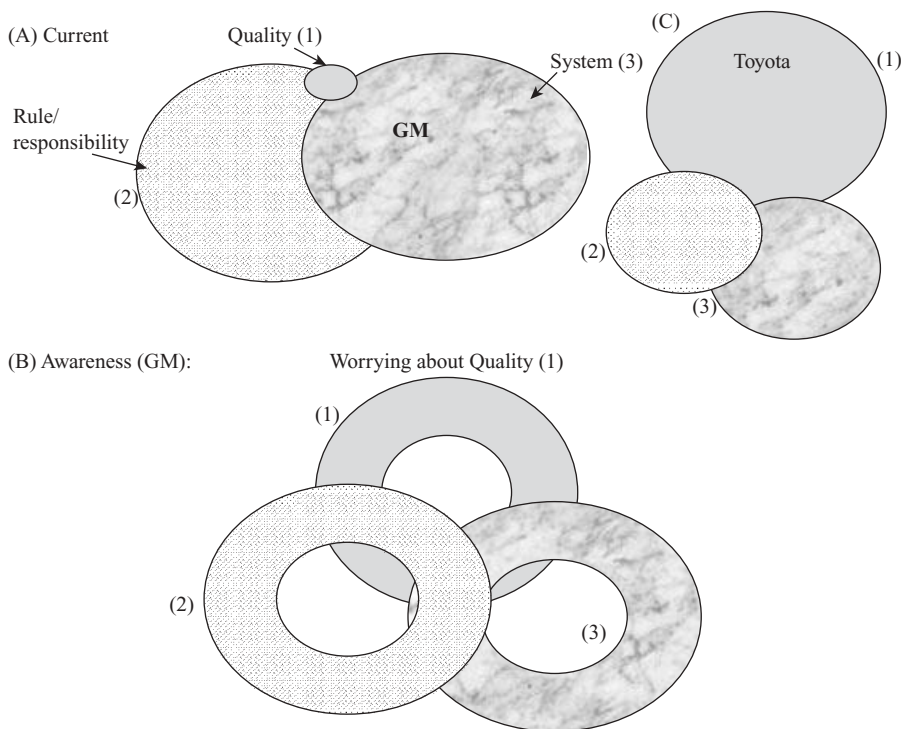 (A) Current
Quality (1)
System (3)
GM
Rule/
responsibility
(2)
(C)
Toyota
(1)
(2)
(3)
(B) Awareness (GM):
Worrying about Quality (1)
(1)
(2)
(3)